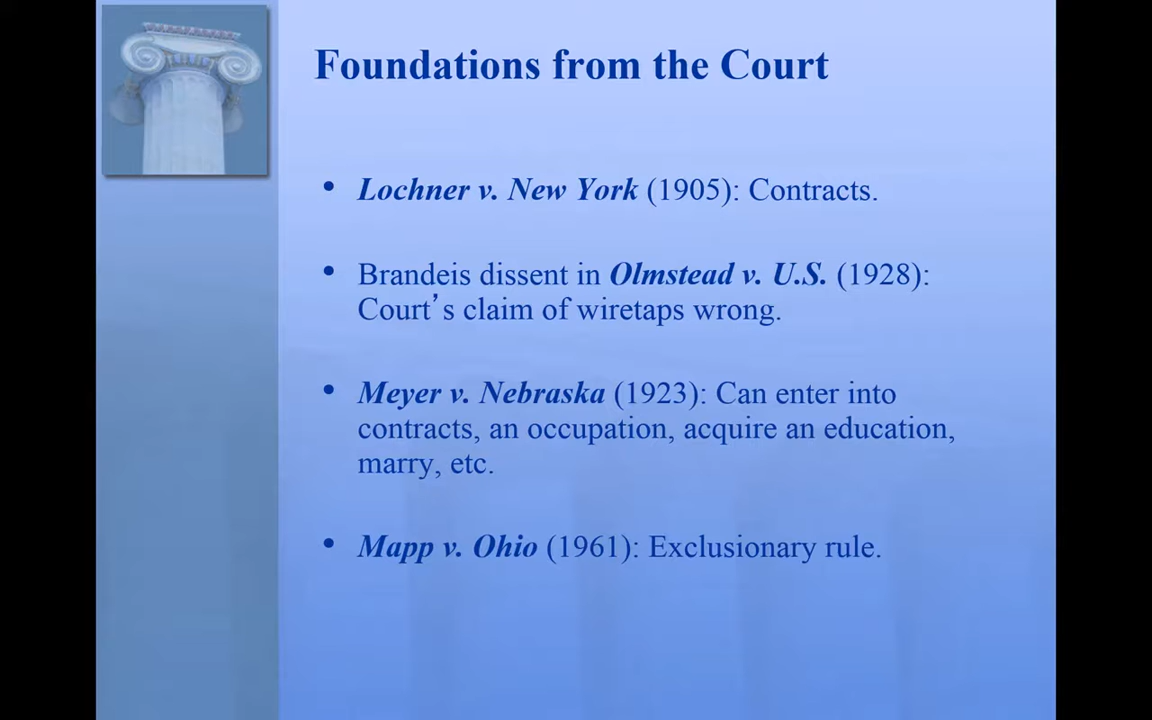 Foundations from the Court
• Lochner v. New York (1905): Contracts.
• Brandeis dissent in Olmstead v. U.S. (1928):
Court’s claim of wiretaps wrong.
• Meyer v. Nebraska (1923): Can enter into
contracts, an occupation, acquire an education,
marry, etc.
• Mapp v. Ohio (1961): Exclusionary rule.